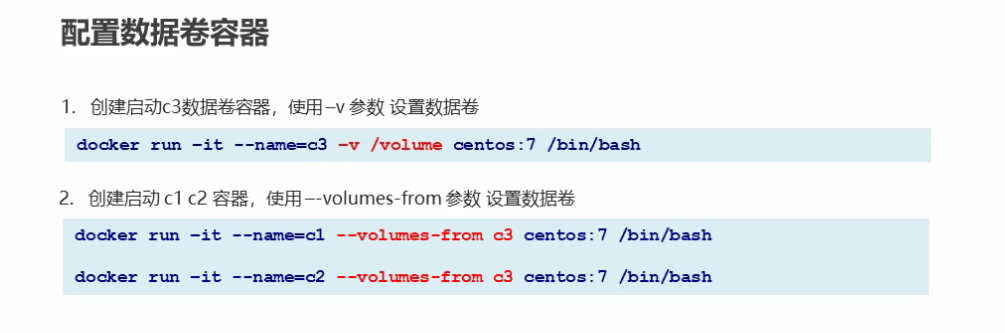 配置数据卷容器
1. 创建启动c3数据卷容器，使用 –v 参数 设置数据卷
docker run –it --name=c3 –v /volume centos:7 /bin/bash
2. 创建启动 c1 c2 容器，使用 –-volumes-from 参数 设置数据卷
docker run –it --name=c1 --volumes-from c3 centos:7 /bin/bash
docker run –it --name=c2 --volumes-from c3 centos:7 /bin/bash